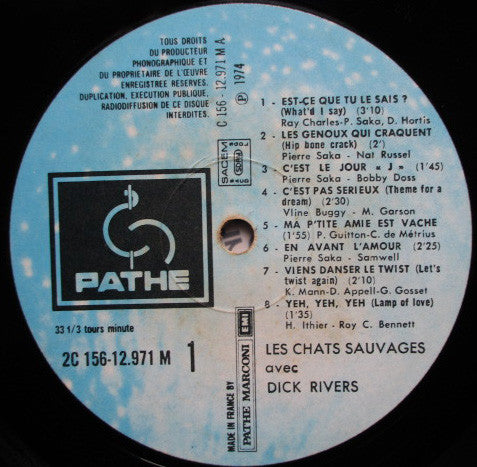 TOUS DROITS
DU PRODUCTEUR
PHONOGRAPHIQUE ET
DU PROPRIETAIRE DE L'ŒUVRE
ENREGISTREE RESERVES.
DUPLICATION, EXECUTION PUBLIQUE,
RADIODIFFUSION DE CE DISQUE
INTERDITES.
C 156-12.971 M A
Ⓟ 1974
SACEM
PATHE
33 1/3 tours minute
2C 156-12.971 M
1
MADE IN FRANCE BY
PATHE MARCONI
EMI
1 - EST-CE QUE TU LE SAIS ?
(What'd I say) (3'10)
Ray Charles-P. Saka, D. Hortis
2 - LES GENOUX QUI CRAQUENT
(Hip bone crack) (2')
Pierre Saka - Nat Russel
3 - C'EST LE JOUR « J » (1'45)
Pierre Saka - Bobby Doss
4 - C'EST PAS SERIEUX (Theme for a
dream) (2'30)
Vline Buggy - M. Garson
5 - MA P'TITE AMIE EST VACHE
(1'55) P. Guitton-C. de Métrius
6 - EN AVANT L'AMOUR (2'25)
Pierre Saka - Samwell
7 - VIENS DANSER LE TWIST (Let's
twist again) (2'10)
K. Mann-D. Appell-G. Gosset
8 - YEH, YEH, YEH (Lamp of love)
(1'35)
H. Ithier - Roy C. Bennett
LES CHATS SAUVAGES
avec
DICK RIVERS